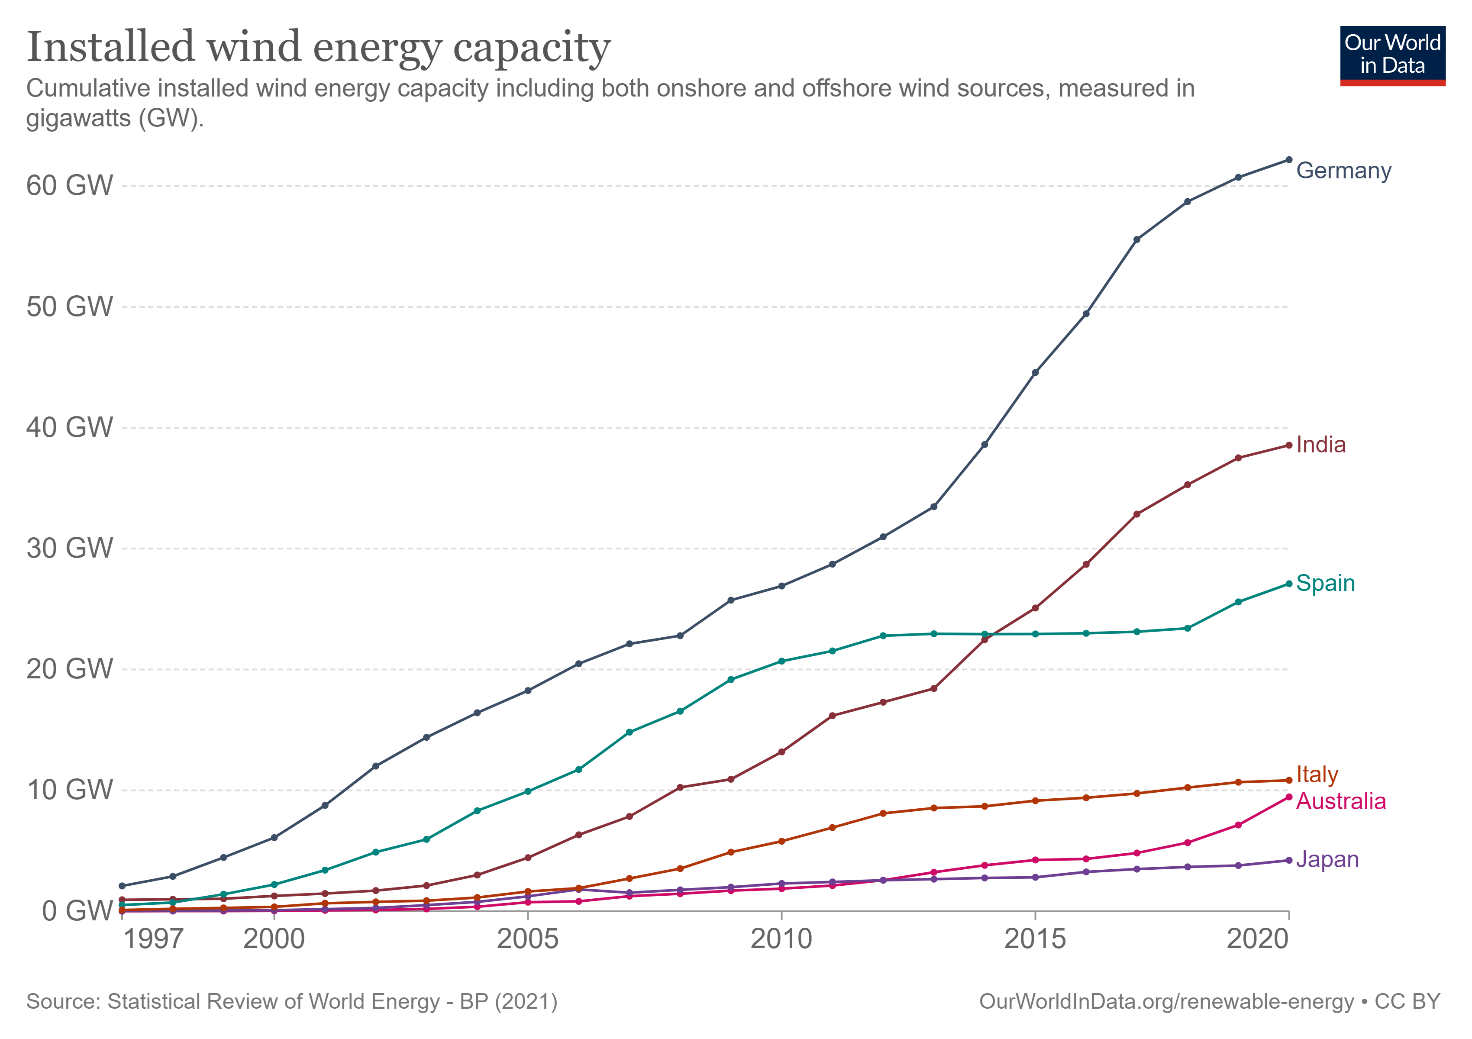 Installed wind energy capacity
Our World
in Data
Cumulative installed wind energy capacity including both onshore and offshore wind sources, measured in
gigawatts (GW).
60 GW
50 GW
40 GW
30 GW
20 GW
10 GW
0 GW
Germany
India
Spain
Italy
Australia
Japan
1997 2000 2005 2010 2015 2020
Source: Statistical Review of World Energy - BP (2021)
OurWorldInData.org/renewable-energy • CC BY